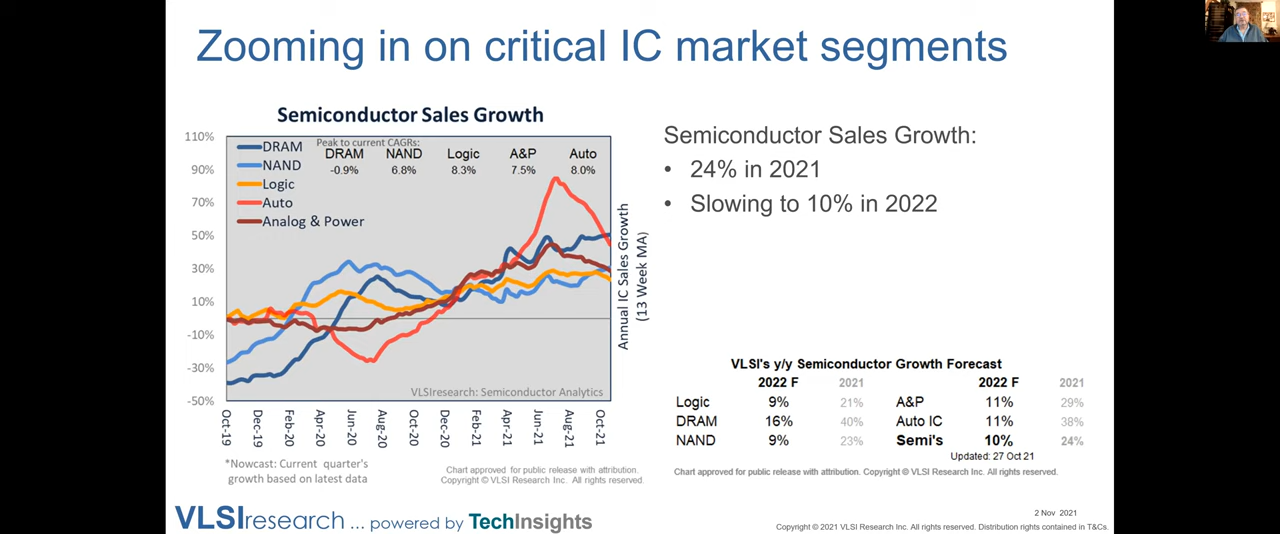 Zooming in on critical IC market segments
Semiconductor Sales Growth
110%
90%
70%
50%
30%
10%
-10%
-30%
-50%
DRAM
NAND
Logic
Auto
Analog & Power
Peak to current CAGRs:
DRAM NAND Logic A&P Auto
-0.9% 6.8% 8.3% 7.5% 8.0%
VLSIresearch: Semiconductor Analytics
Oct-19 Dec-19 Feb-20 Apr-20 Jun-20 Aug-20 Oct-20 Dec-20 Feb-21 Apr-21 Jun-21 Aug-21 Oct-21
Annual IC Sales Growth
(13 Week MA)
*Nowcast: Current quarter's
growth based on latest data
Chart approved for public release with attribution.
Copyright © VLSI Research Inc. All rights reserved.
Semiconductor Sales Growth:
• 24% in 2021
• Slowing to 10% in 2022
VLSI's y/y Semiconductor Growth Forecast
2022 F 2021 2022 F 2021
Logic 9% 21% A&P 11% 29%
DRAM 16% 40% Auto IC 11% 38%
NAND 9% 23% Semi's 10% 24%
Updated: 27 Oct 21
Chart approved for public release with attribution. Copyright © VLSI Research Inc. All rights reserved.
VLSIresearch ... powered by TechInsights
2 Nov 2021
Copyright © 2021 VLSI Research Inc. All rights reserved. Distribution rights contained in T&Cs.